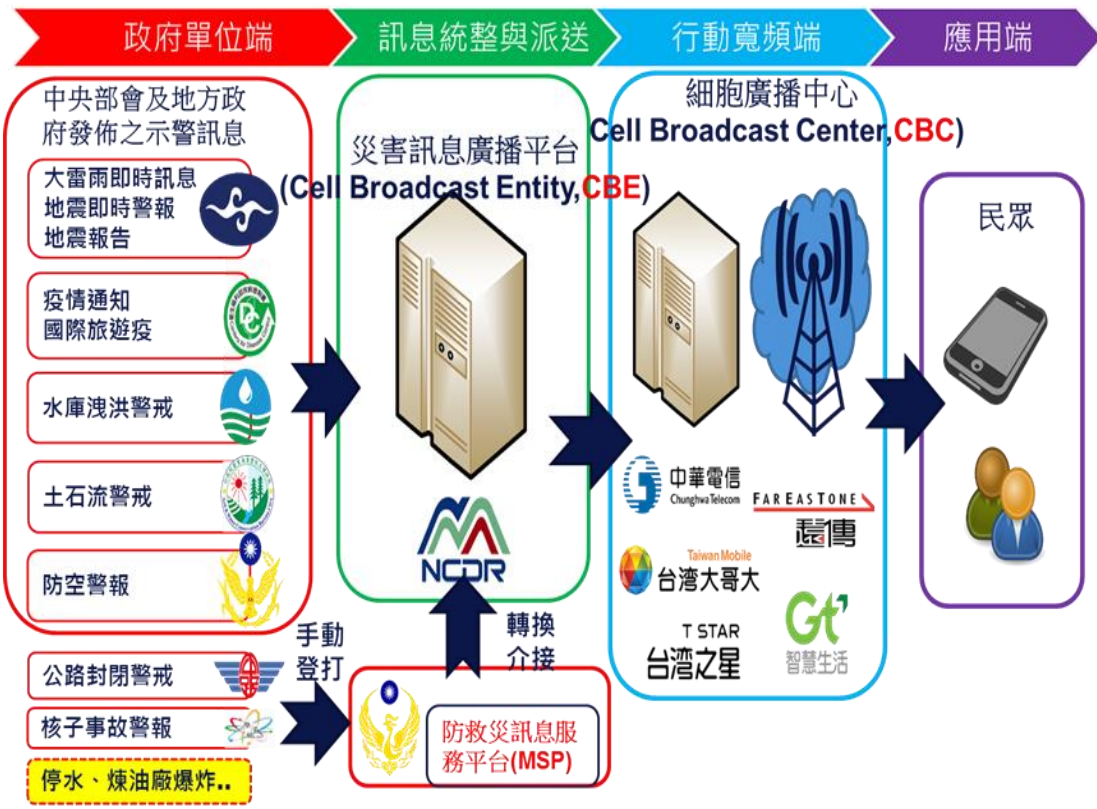 政府單位端
訊息統整與派送
行動寬頻端
應用端
中央部會及地方政
府發佈之示警訊息
大雷雨即時訊息
地震即時警報
地震報告
疫情通知
國際旅遊疫
水庫洩洪警戒
土石流警戒
防空警報
公路封閉警戒
核子事故警報
停水、煉油廠爆炸..
手動
登打
災害訊息廣播平台
(Cell Broadcast Entity,CBE)
NCDR
轉換
介接
防救災訊息服
務平台(MSP)
細胞廣播中心
Cell Broadcast Center,CBC)
中華電信
Chunghwa Telecom
FAREASTONE
遠傳
Taiwan Mobile
台湾大哥大
T STAR
台湾之星
Gt
智慧生活
民眾